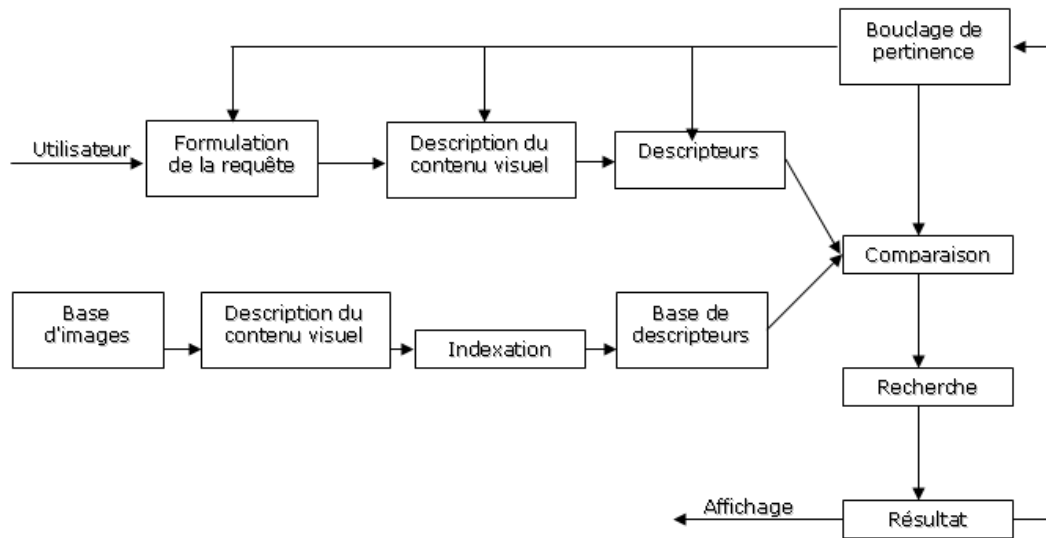 Bouclage de
pertinence
Utilisateur
Formulation
de la requête
Description du
contenu visuel
Descripteurs
Comparaison
Base
d'images
Description du
contenu visuel
Indexation
Base de
descripteurs
Recherche
Affichage
Résultat